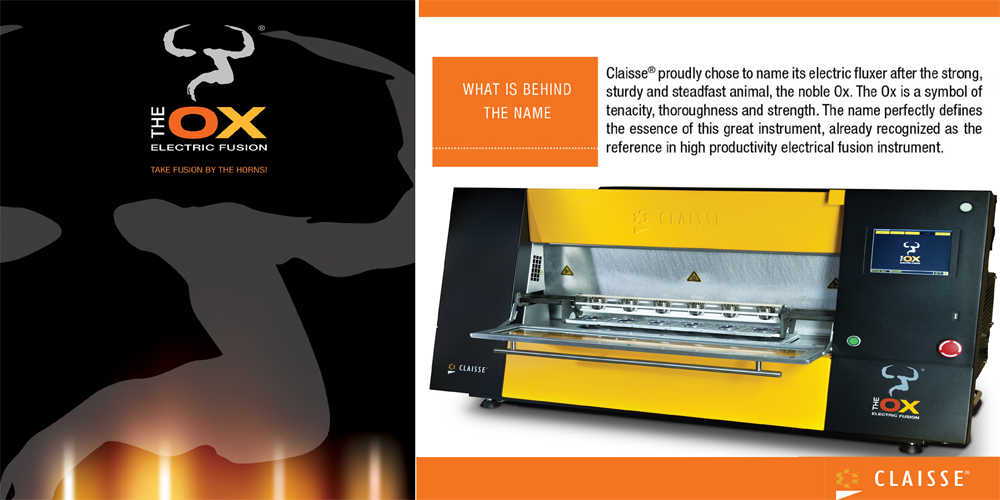 ®
THE OX
ELECTRIC FUSION
TAKE FUSION BY THE HORNS!
WHAT IS BEHIND
THE NAME
Claisse® proudly chose to name its electric fluxer after the strong,
sturdy and steadfast animal, the noble Ox. The Ox is a symbol of
tenacity, thoroughness and strength. The name perfectly defines
the essence of this great instrument, already recognized as the
reference in high productivity electrical fusion instrument.
CLAISSE
THE OX
CLAISSE
THE OX
ELECTRIC FUSION
CLAISSE